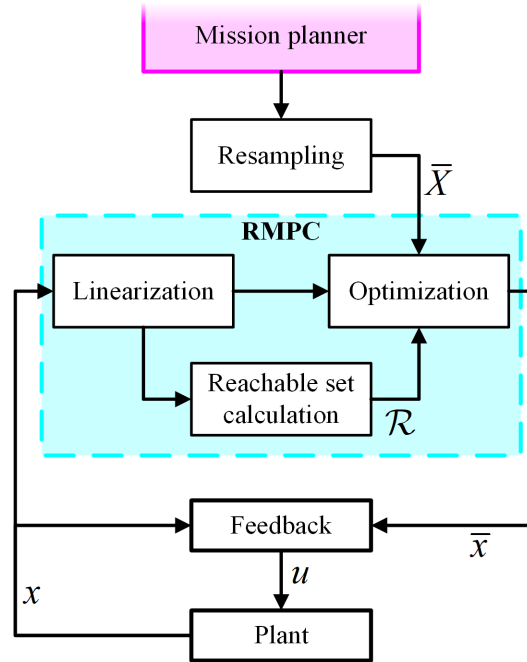 Mission planner
Resampling
X̅
RMPC
Linearization
Optimization
Reachable set
calculation
ℛ
Feedback
x̅
u
x
Plant